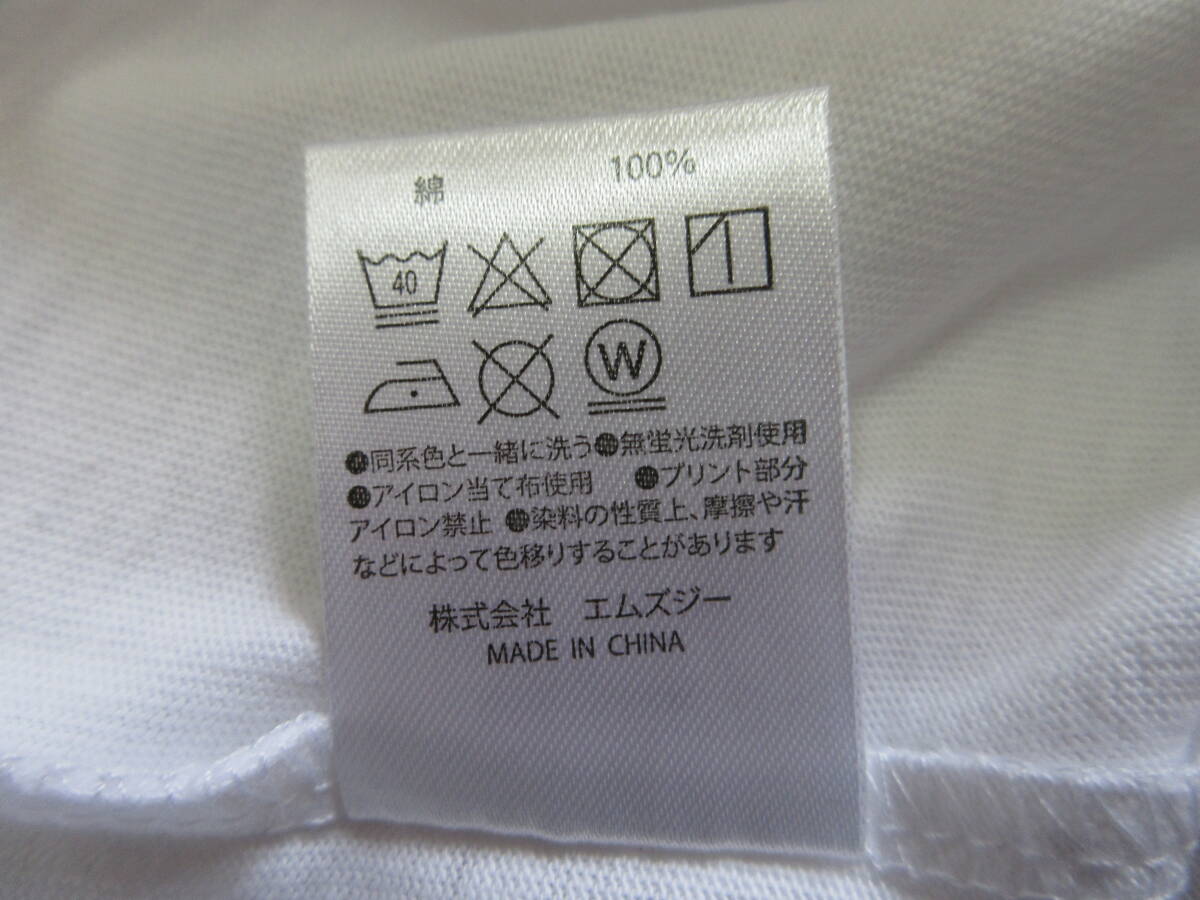 綿 100%
40
W
●同系色と一緒に洗う●無蛍光洗剤使用
●アイロン当て布使用 ●プリント部分
アイロン禁止 ●染料の性質上、摩擦や汗
などによって色移りすることがあります
株式会社 エムズジー
MADE IN CHINA